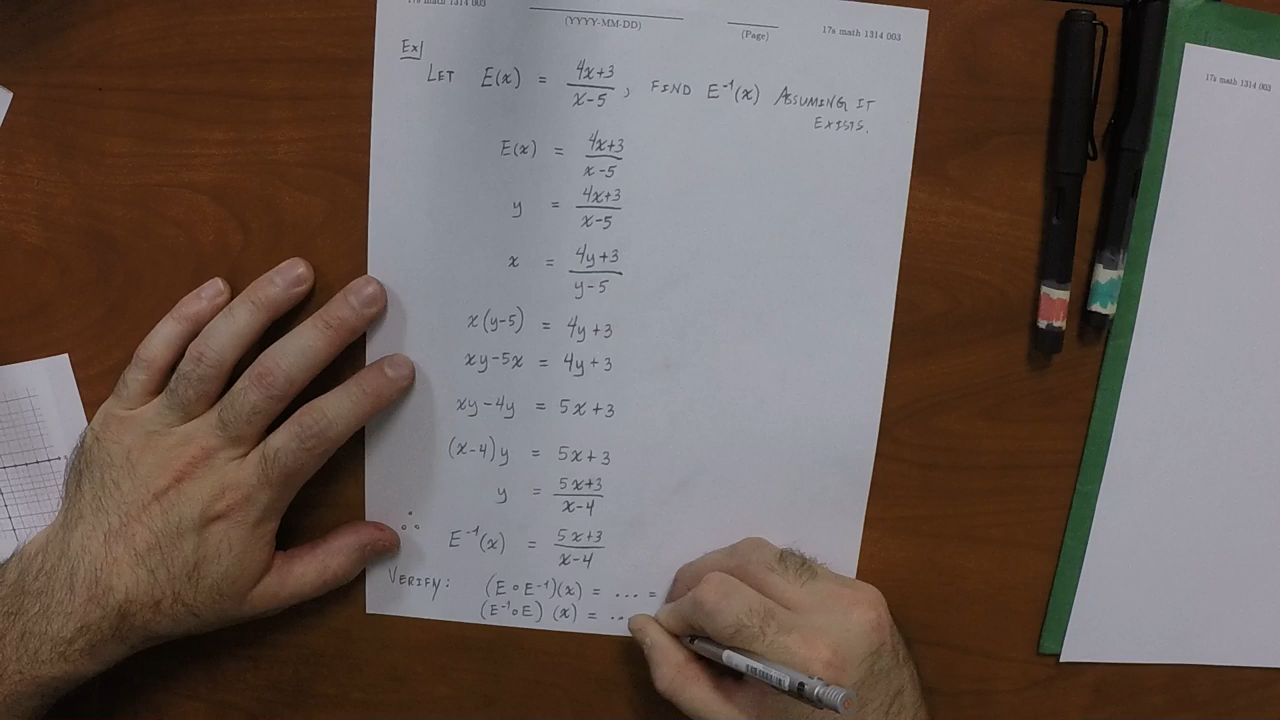 17s math 1314 003
(YYYY-MM-DD)
(Page)
17s math 1314 003
17s math 1314 003
Ex|
LET E(x) = (4x+3)/(x-5), FIND E⁻¹(x) ASSUMING IT
EXISTS.
E(x) = (4x+3)/(x-5)
y = (4x+3)/(x-5)
x = (4y+3)/(y-5)
x(y-5) = 4y+3
xy-5x = 4y+3
xy-4y = 5x+3
(x-4)y = 5x+3
y = (5x+3)/(x-4)
∴ E⁻¹(x) = (5x+3)/(x-4)
VERIFY: (E∘E⁻¹)(x) = ... =
(E⁻¹∘E)(x) = ..